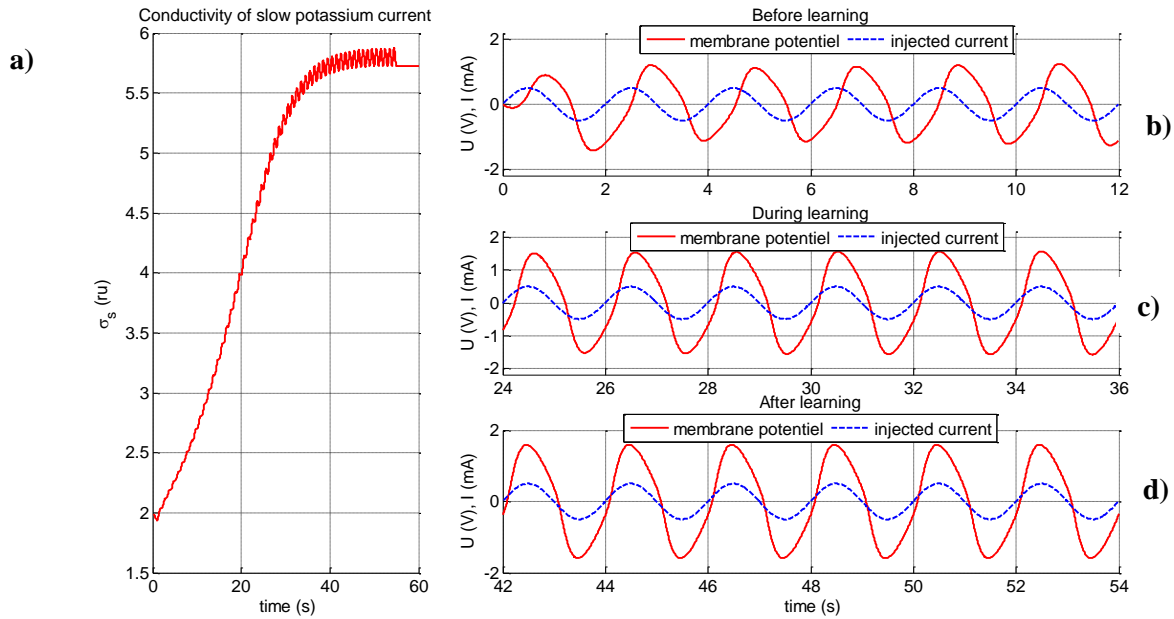 a)
Conductivity of slow potassium current
6
5.5
5
4.5
4
3.5
3
2.5
2
1.5
σs (ru)
0 20 40 60
time (s)
Before learning
membrane potentiel injected current
2
0
-2
U (V), I (mA)
0 2 4 6 8 10 12
b)
During learning
membrane potentiel injected current
2
1
0
-1
-2
U (V), I (mA)
24 26 28 30 32 34 36
c)
After learning
membrane potentiel injected current
2
0
-2
U (V), I (mA)
42 44 46 48 50 52 54
time (s)
d)